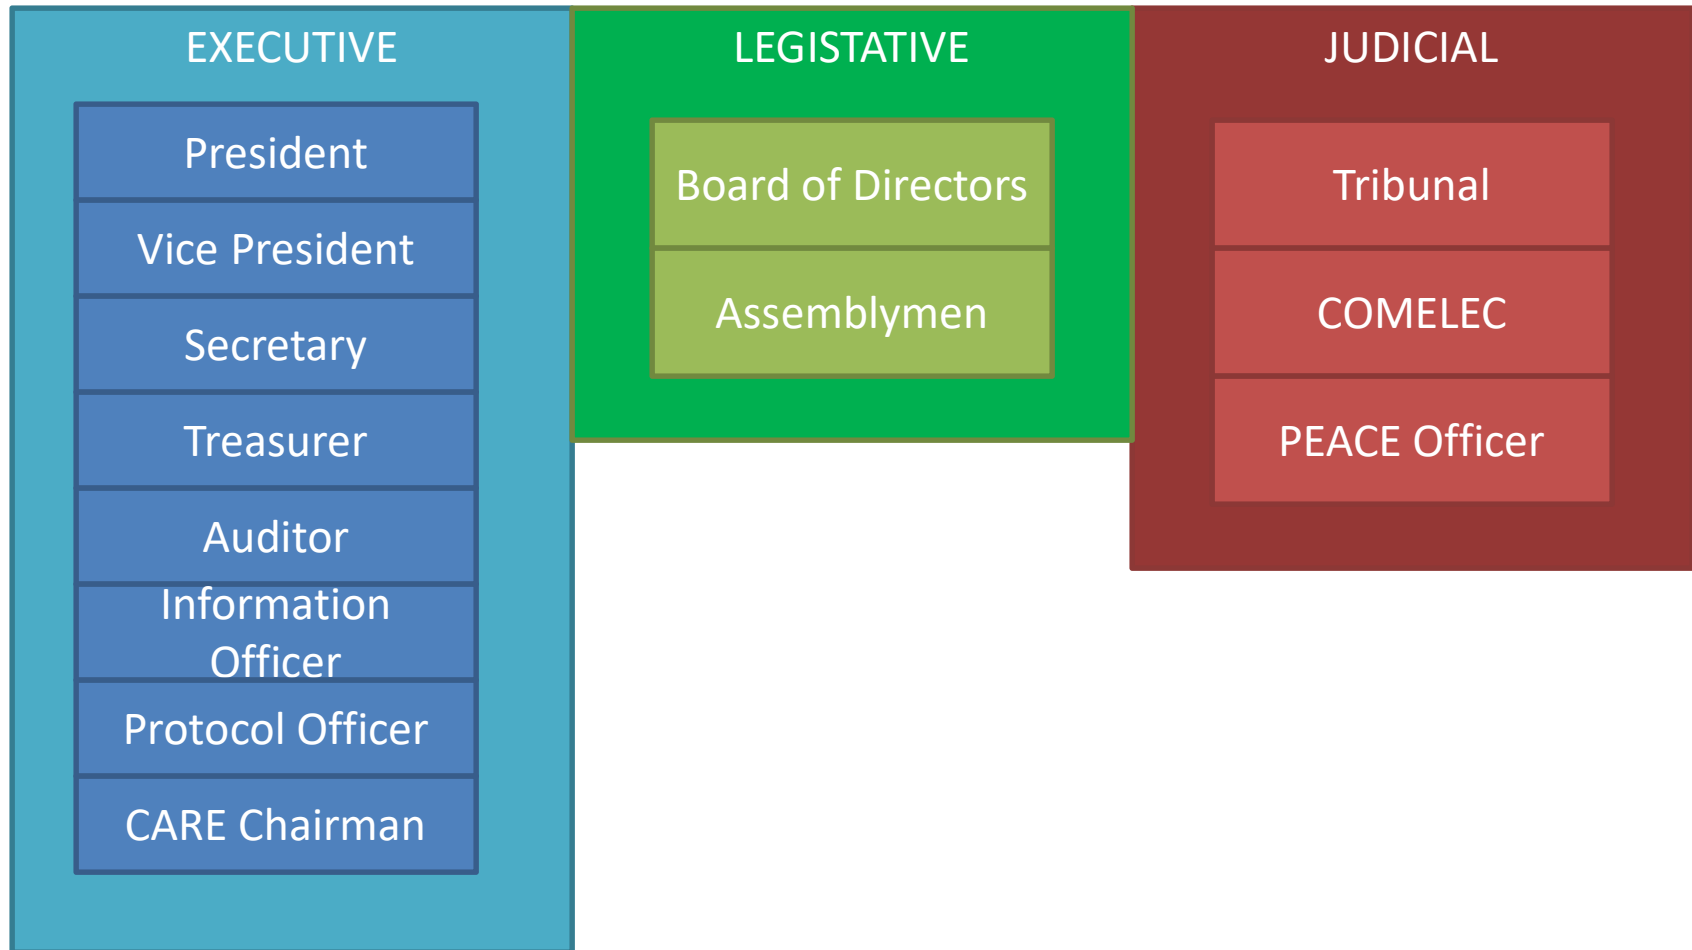 EXECUTIVE
President
Vice President
Secretary
Treasurer
Auditor
Information
Officer
Protocol Officer
CARE Chairman
LEGISTATIVE
Board of Directors
Assemblymen
JUDICIAL
Tribunal
COMELEC
PEACE Officer